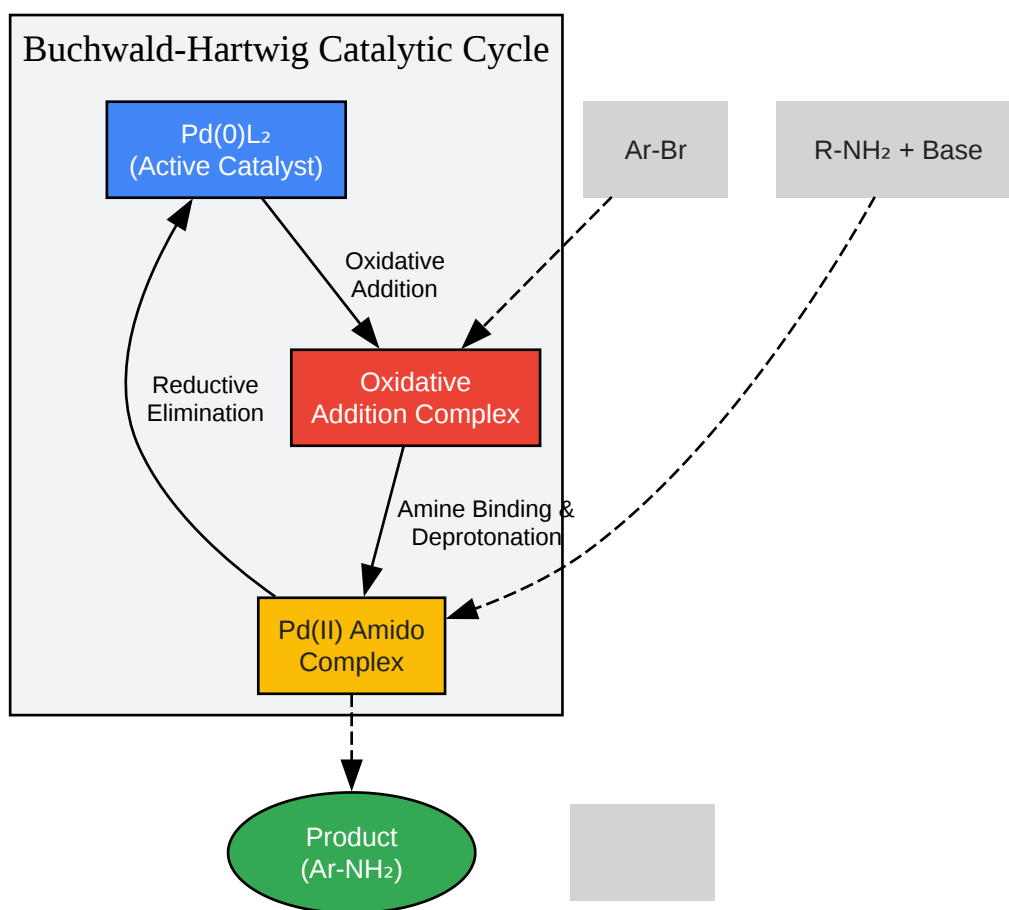 Buchwald-Hartwig Catalytic Cycle
Pd(0)L₂
(Active Catalyst)
Ar-Br
R-NH₂ + Base
Oxidative
Addition
Reductive
Elimination
Oxidative
Addition Complex
Amine Binding &
Deprotonation
Pd(II) Amido
Complex
Product
(Ar-NH₂)